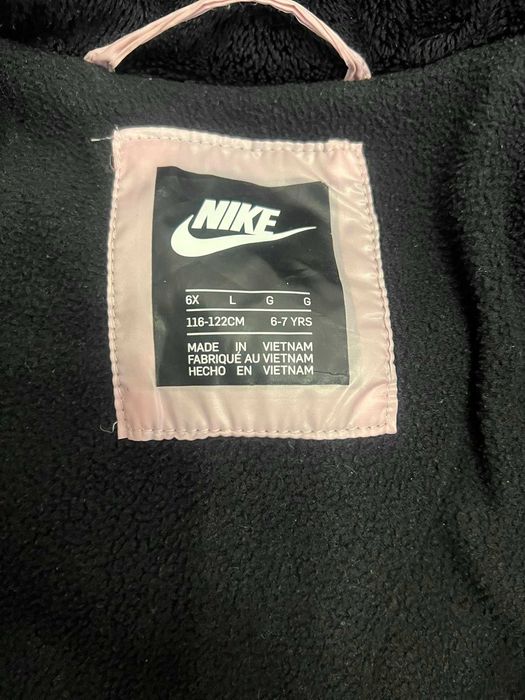 NIKE
6X L G G
116-122CM 6-7 YRS
MADE IN VIETNAM
FABRIQUÉ AU VIETNAM
HECHO EN VIETNAM